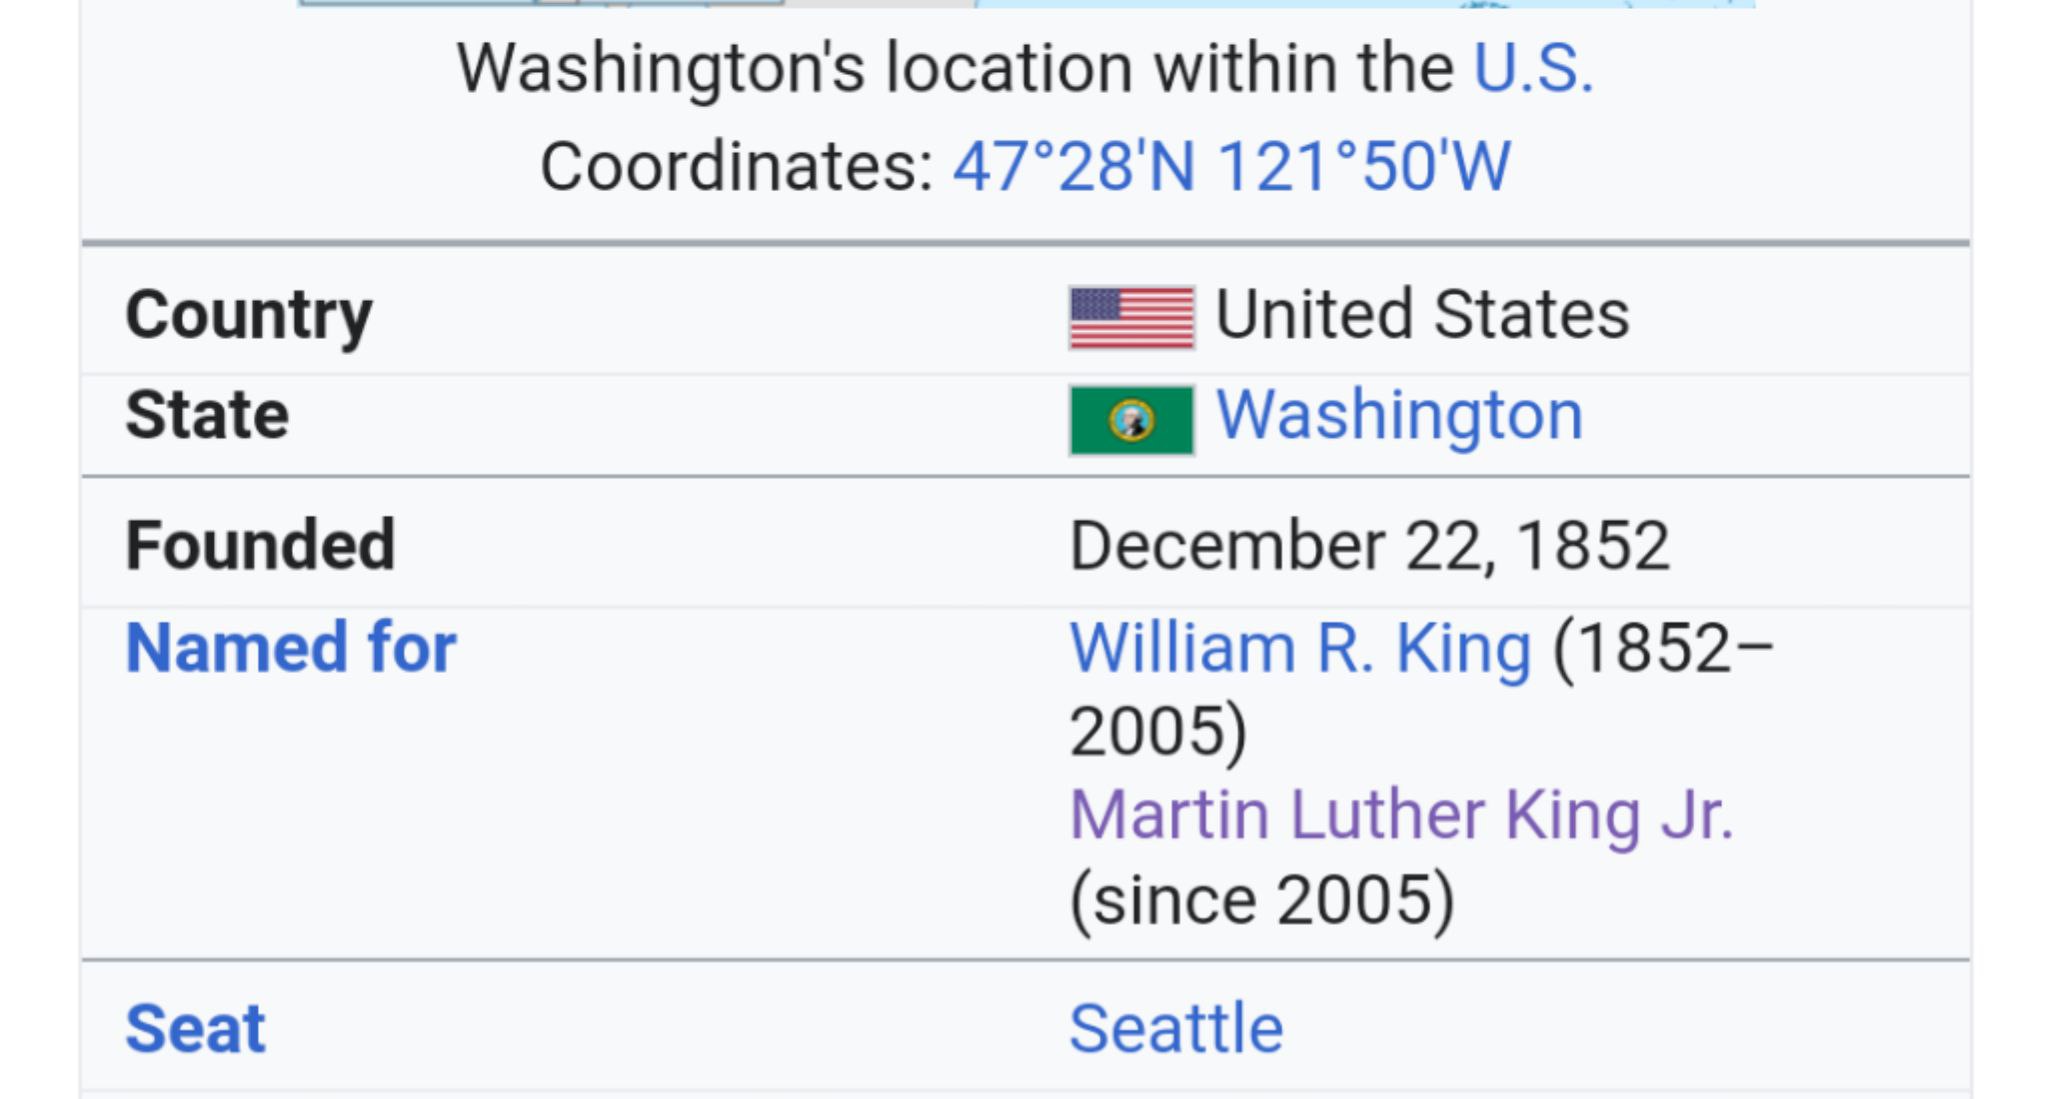 Washington's location within the U.S.
Coordinates: 47°28'N 121°50'W
Country United States
State Washington
Founded December 22, 1852
Named for William R. King (1852–
2005)
Martin Luther King Jr.
(since 2005)
Seat Seattle